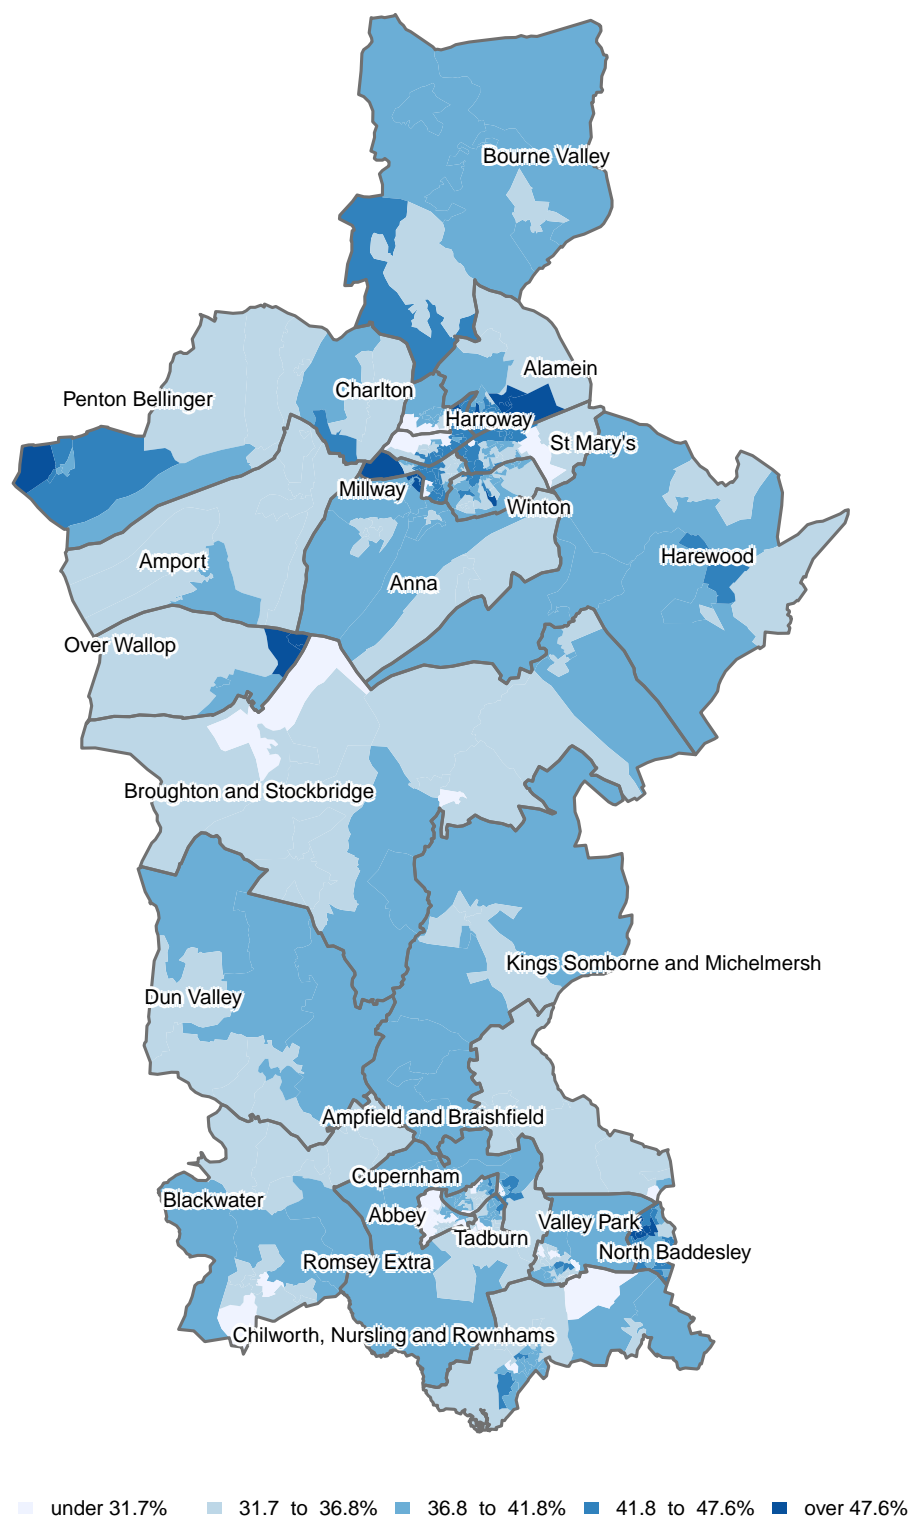 Bourne Valley
Alamein
Charlton
Penton Bellinger
Harroway
St Mary's
Millway
Winton
Harewood
Amport
Anna
Over Wallop
Broughton and Stockbridge
Kings Somborne and Michelmersh
Dun Valley
Ampfield and Braishfield
Cupernham
Blackwater
Abbey
Valley Park
Tadburn
North Baddesley
Romsey Extra
Chilworth, Nursling and Rownhams
under 31.7% 31.7 to 36.8% 36.8 to 41.8% 41.8 to 47.6% over 47.6%